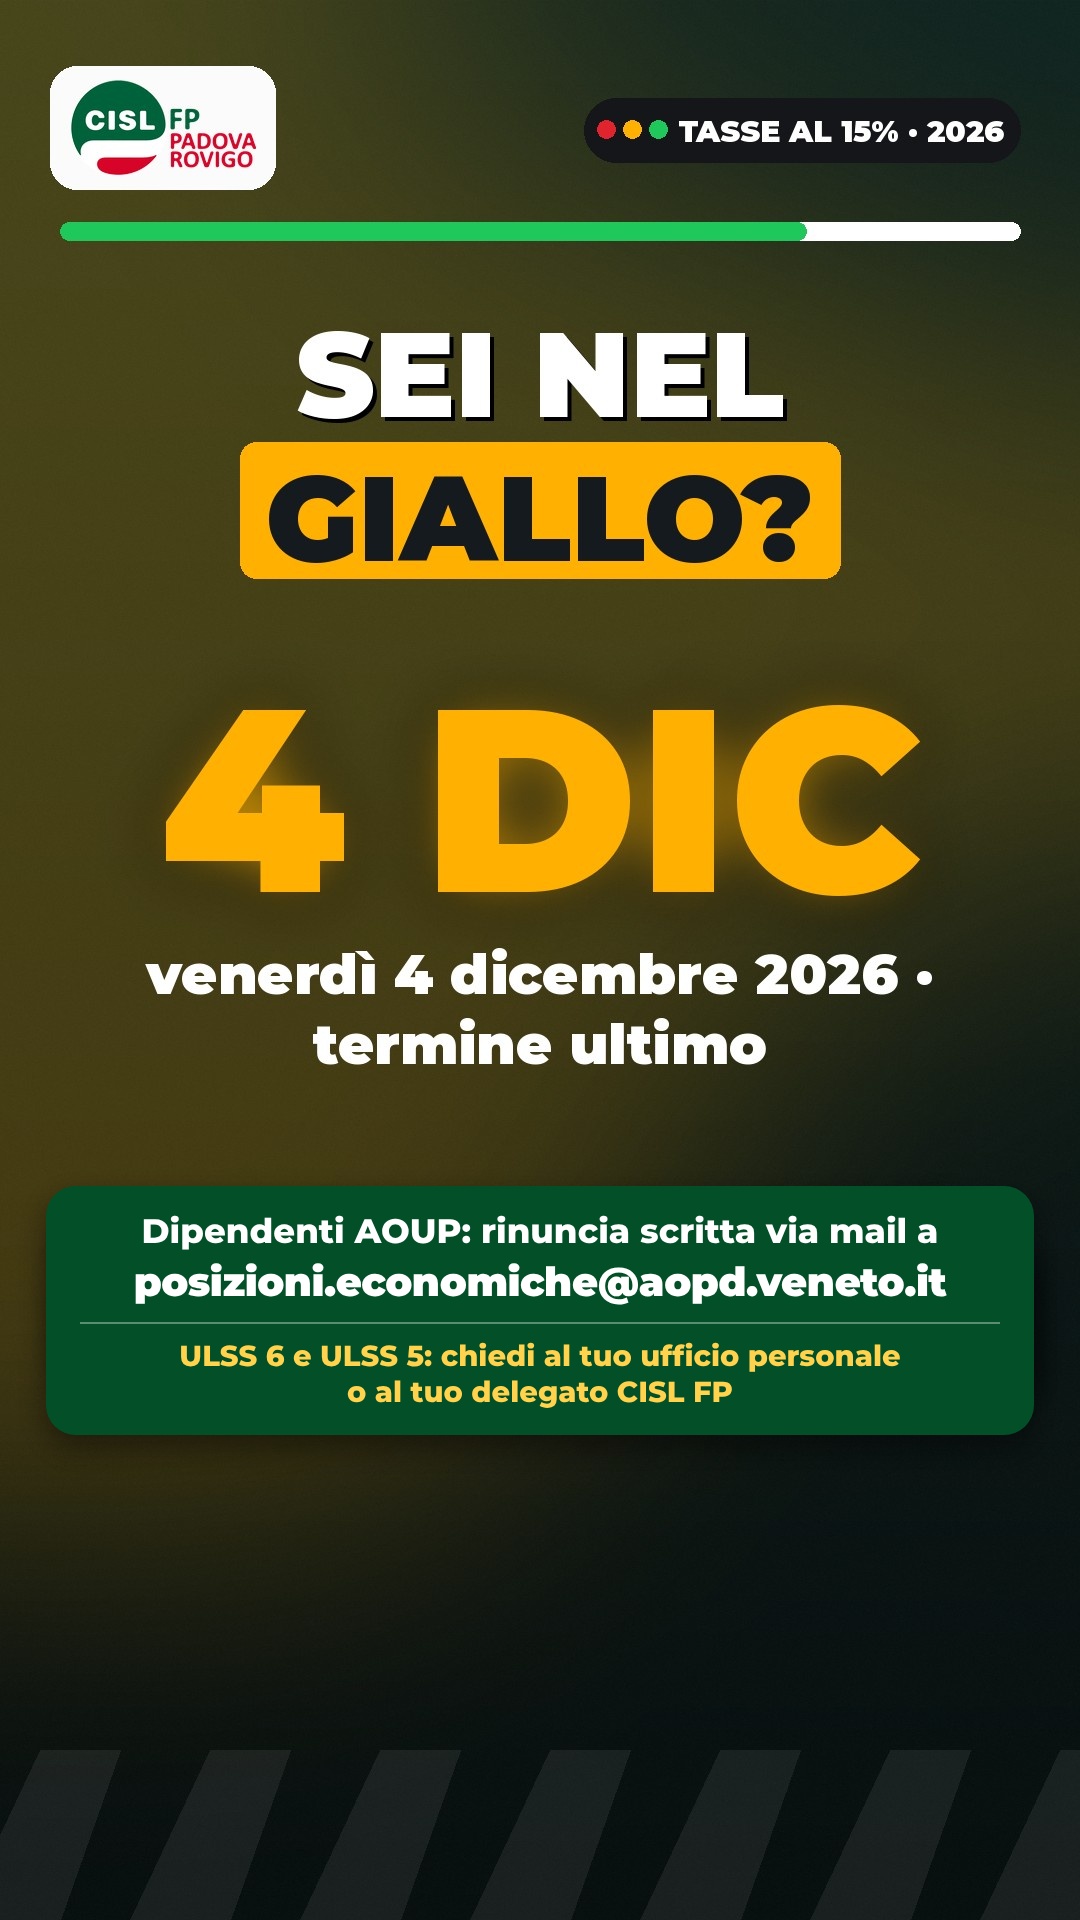 CISL FP
PADOVA
ROVIGO
TASSE AL 15% • 2026
SEI NEL
GIALLO?
4 DIC
venerdì 4 dicembre 2026 •
termine ultimo
Dipendenti AOUP: rinuncia scritta via mail a
posizioni.economiche@aopd.veneto.it
ULSS 6 e ULSS 5: chiedi al tuo ufficio personale
o al tuo delegato CISL FP